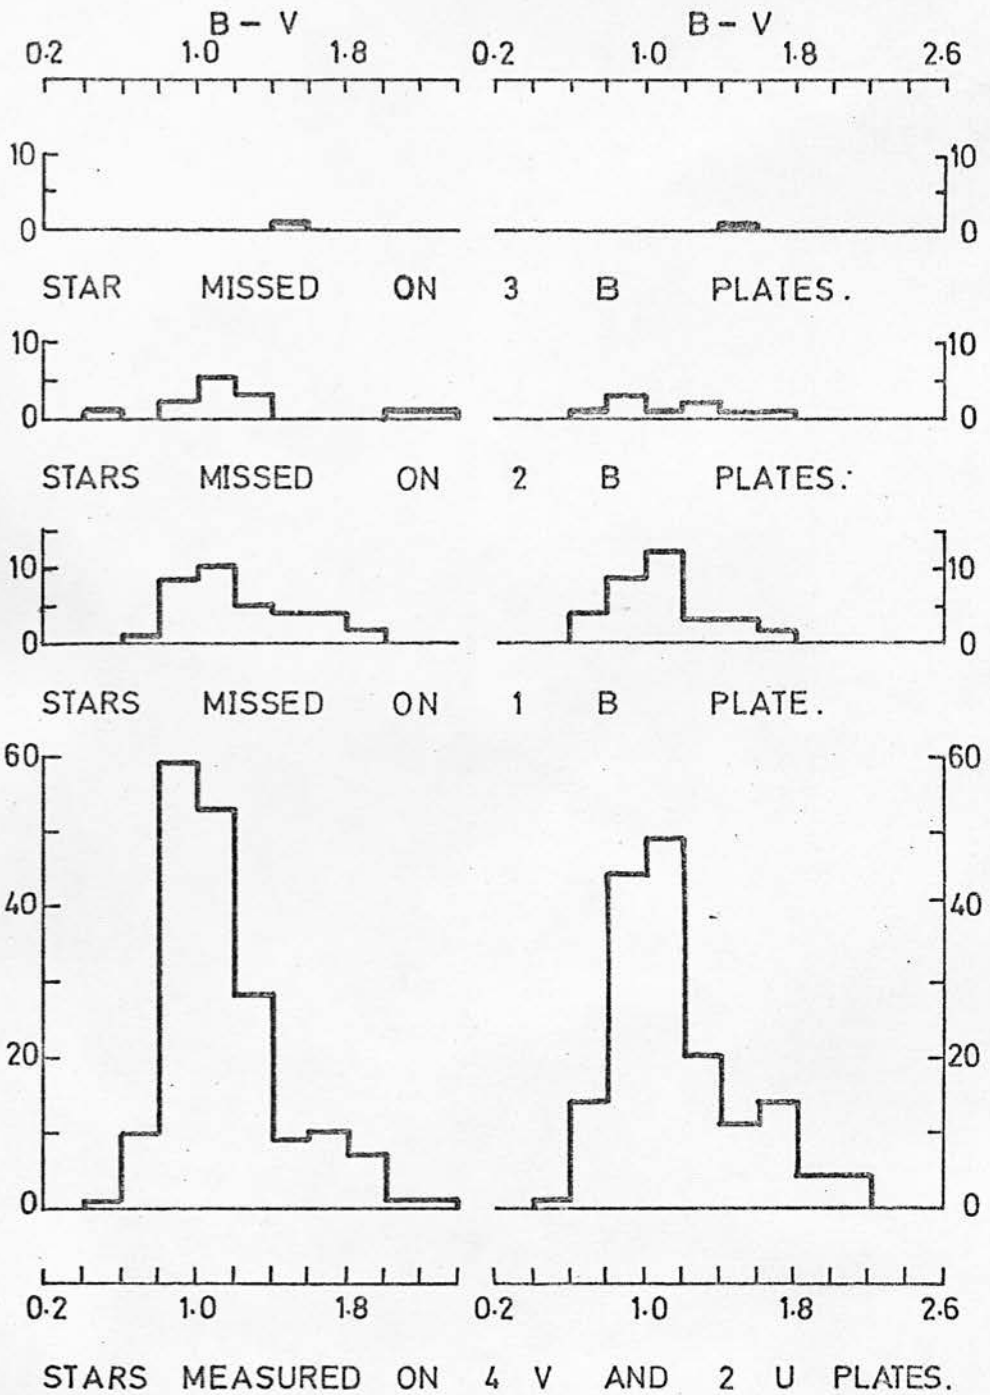 B - V B - V
0.2 1.0 1.8 0.2 1.0 1.8 2.6
10 10
0 0
STAR MISSED ON 3 B PLATES.
10 10
0 0
STARS MISSED ON 2 B PLATES.
10 10
0 0
STARS MISSED ON 1 B PLATE.
60 60
40 40
20 20
0 0
0.2 1.0 1.8 0.2 1.0 1.8 2.6
STARS MEASURED ON 4 V AND 2 U PLATES.